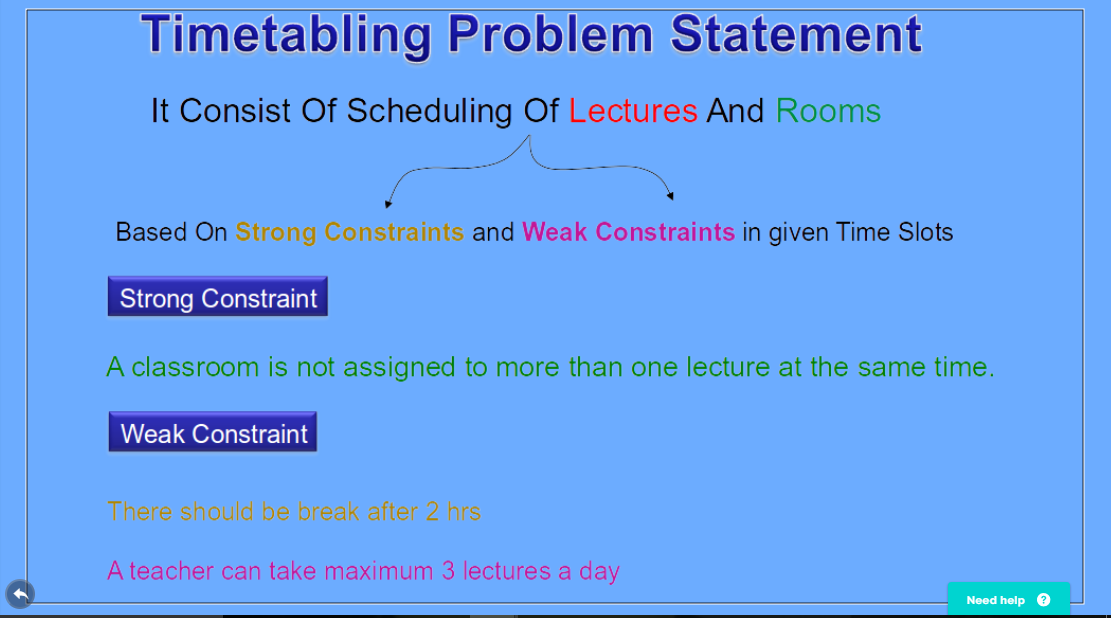 Timetabling Problem Statement
It Consist Of Scheduling Of Lectures And Rooms
Based On Strong Constraints and Weak Constraints in given Time Slots
Strong Constraint
A classroom is not assigned to more than one lecture at the same time.
Weak Constraint
There should be break after 2 hrs
A teacher can take maximum 3 lectures a day
Need help ?